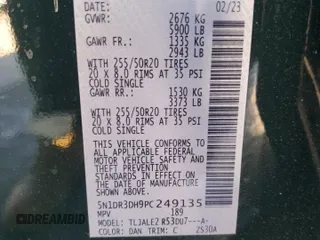 02/23
GVWR: 2676 KG
5900 LB
GAWR FR.: 1335 KG
2943 LB
WITH 255/50R20 TIRES
20 x 8.0 RIMS AT 35 PSI
COLD SINGLE
GAWR RR.: 1530 KG
3373 LB
WITH 255/50R20 TIRES
20 x 8.0 RIMS AT 35 PSI
COLD SINGLE
THIS VEHICLE CONFORMS TO
ALL APPLICABLE FEDERAL
MOTOR VEHICLE SAFETY AND
THEFT PREVENTION
STANDARDS IN EFFECT ON
THE DATE OF MANUFACTURE
SHOWN ABOVE.
5N1DR3DH9PC249135
MPV 189
MODEL: TLJALEZ R53DU7---A-
COLOR: DAN TRIM: C
DREAMBID